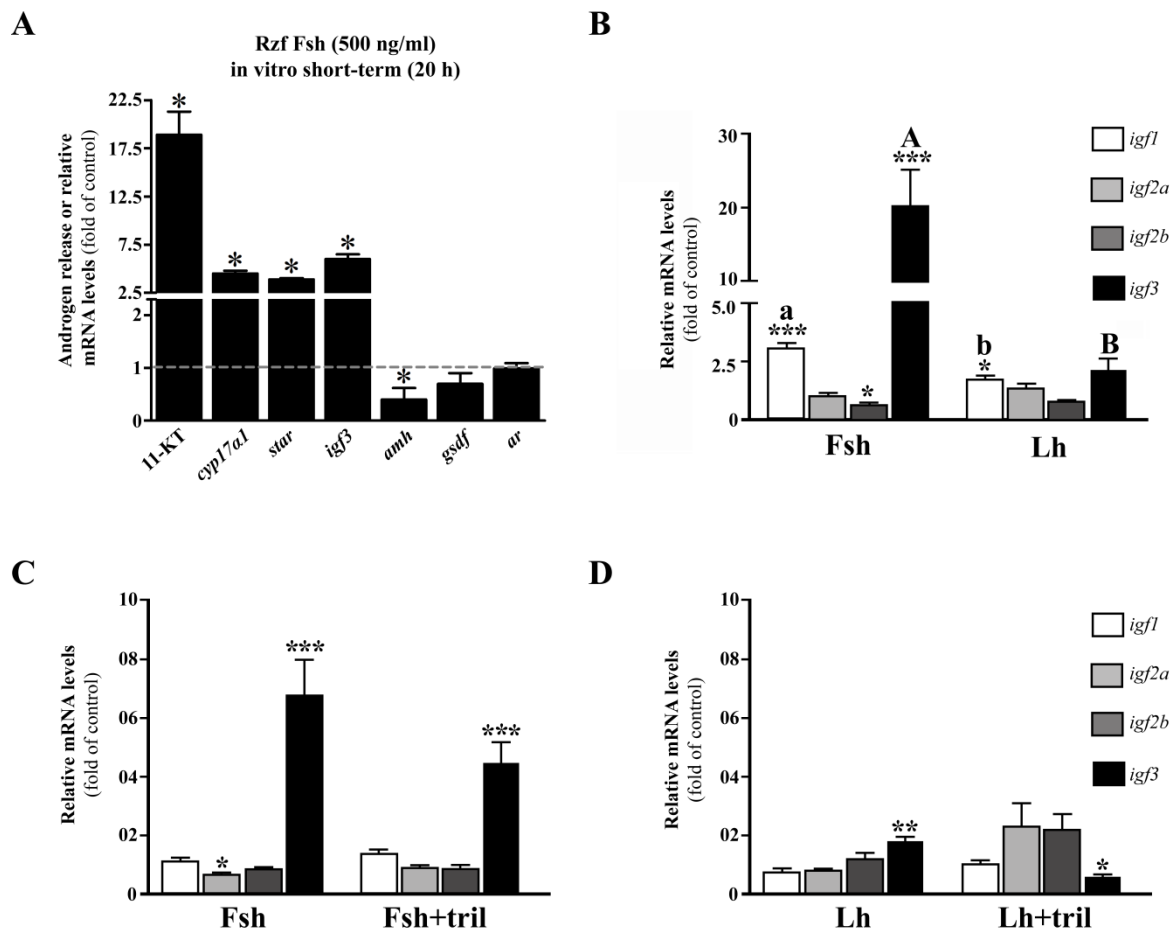 A
Rzf Fsh (500 ng/ml)
in vitro short-term (20 h)
Androgen release or relative
mRNA levels (fold of control)
22.5
17.5
12.5
7.5
2.5
2
1
0
*
*
*
*
*
11-KT
cyp17α1
star
igf3
amh
gsdf
ar
B
Relative mRNA levels
(fold of control)
30
20
10
5.0
2.5
0
a
***
*
A
***
b
*
B
Fsh
Lh
igf1
igf2a
igf2b
igf3
C
Relative mRNA levels
(fold of control)
10
08
06
04
02
0
*
***
***
Fsh
Fsh+tril
D
Relative mRNA levels
(fold of control)
10
08
06
04
02
0
**
*
Lh
Lh+tril
igf1
igf2a
igf2b
igf3